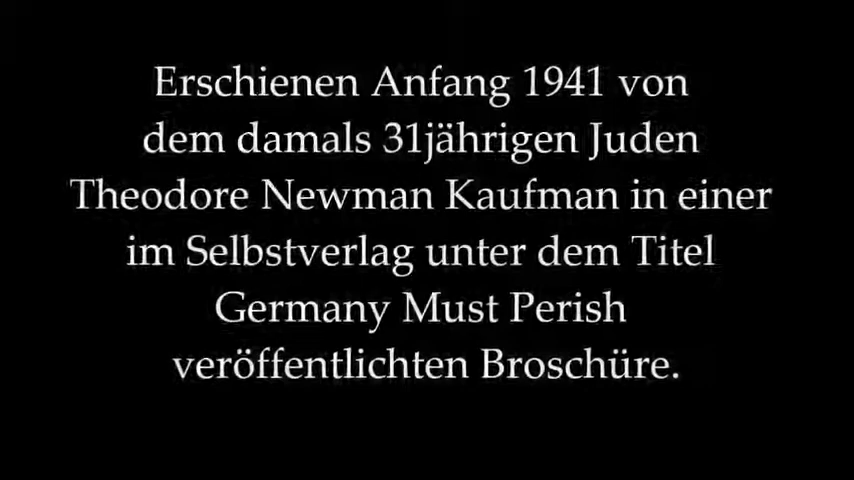 Erschienen Anfang 1941 von
dem damals 31jährigen Juden
Theodore Newman Kaufman in einer
im Selbstverlag unter dem Titel
Germany Must Perish
veröffentlichten Broschüre.